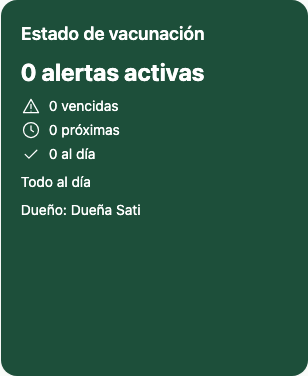 Estado de vacunación
0 alertas activas
0 vencidas
0 próximas
0 al día
Todo al día
Dueño: Dueña Sati